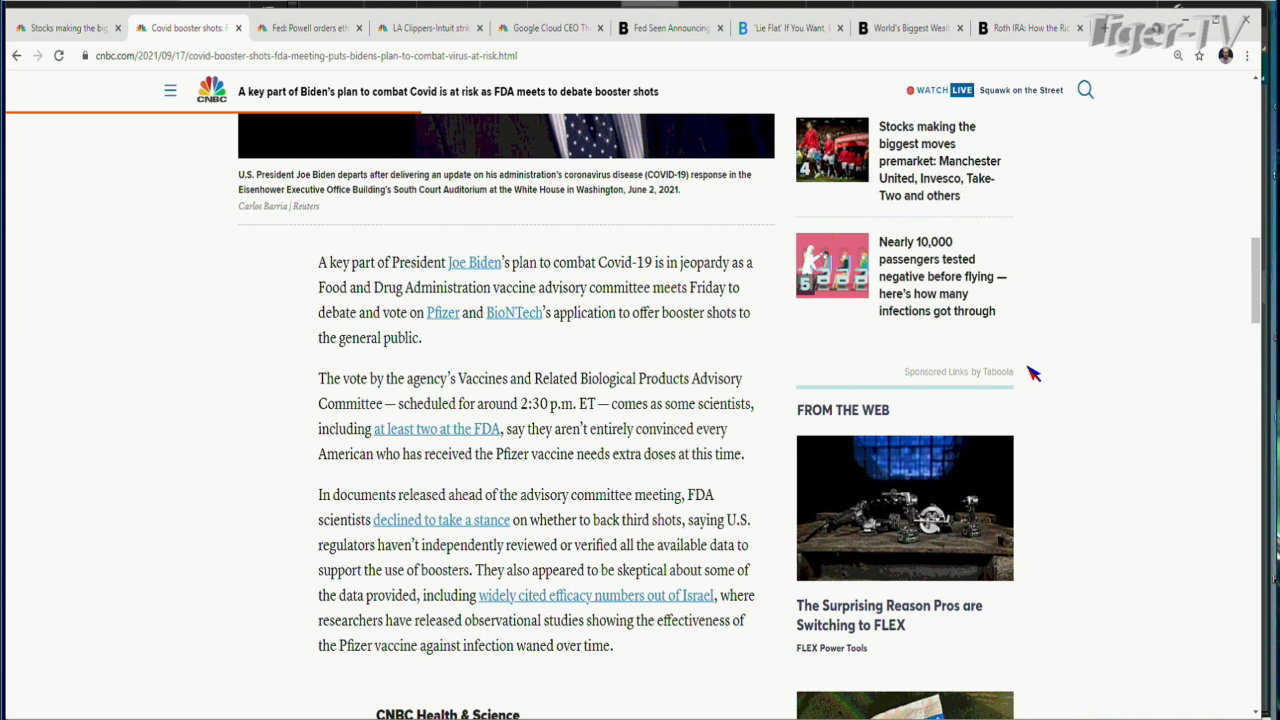 Stocks making the big
Covid booster shots:
Fed: Powell orders eth
LA Clippers-Intuit strik
Google Cloud CEO Th
Fed Seen Announcing
"Lie Flat" If You Want,
World's Biggest Wealt
Roth IRA: How the Ric
Tiger-TV
cnbc.com/2021/09/17/covid-booster-shots-fda-meeting-puts-bidens-plan-to-combat-virus-at-risk.html
CNBC
A key part of Biden's plan to combat Covid is at risk as FDA meets to debate booster shots
WATCH LIVE Squawk on the Street
U.S. President Joe Biden departs after delivering an update on his administration's coronavirus disease (COVID-19) response in the
Eisenhower Executive Office Building's South Court Auditorium at the White House in Washington, June 2, 2021.
Carlos Barria | Reuters
A key part of President Joe Biden's plan to combat Covid-19 is in jeopardy as a
Food and Drug Administration vaccine advisory committee meets Friday to
debate and vote on Pfizer and BioNTech's application to offer booster shots to
the general public.
The vote by the agency's Vaccines and Related Biological Products Advisory
Committee — scheduled for around 2:30 p.m. ET — comes as some scientists,
including at least two at the FDA, say they aren't entirely convinced every
American who has received the Pfizer vaccine needs extra doses at this time.
In documents released ahead of the advisory committee meeting, FDA
scientists declined to take a stance on whether to back third shots, saying U.S.
regulators haven't independently reviewed or verified all the available data to
support the use of boosters. They also appeared to be skeptical about some of
the data provided, including widely cited efficacy numbers out of Israel, where
researchers have released observational studies showing the effectiveness of
the Pfizer vaccine against infection waned over time.
CNBC Health & Science
4
Stocks making the
biggest moves
premarket: Manchester
United, Invesco, Take-
Two and others
5
Nearly 10,000
passengers tested
negative before flying —
here's how many
infections got through
Sponsored Links by Taboola
FROM THE WEB
The Surprising Reason Pros are
Switching to FLEX
FLEX Power Tools